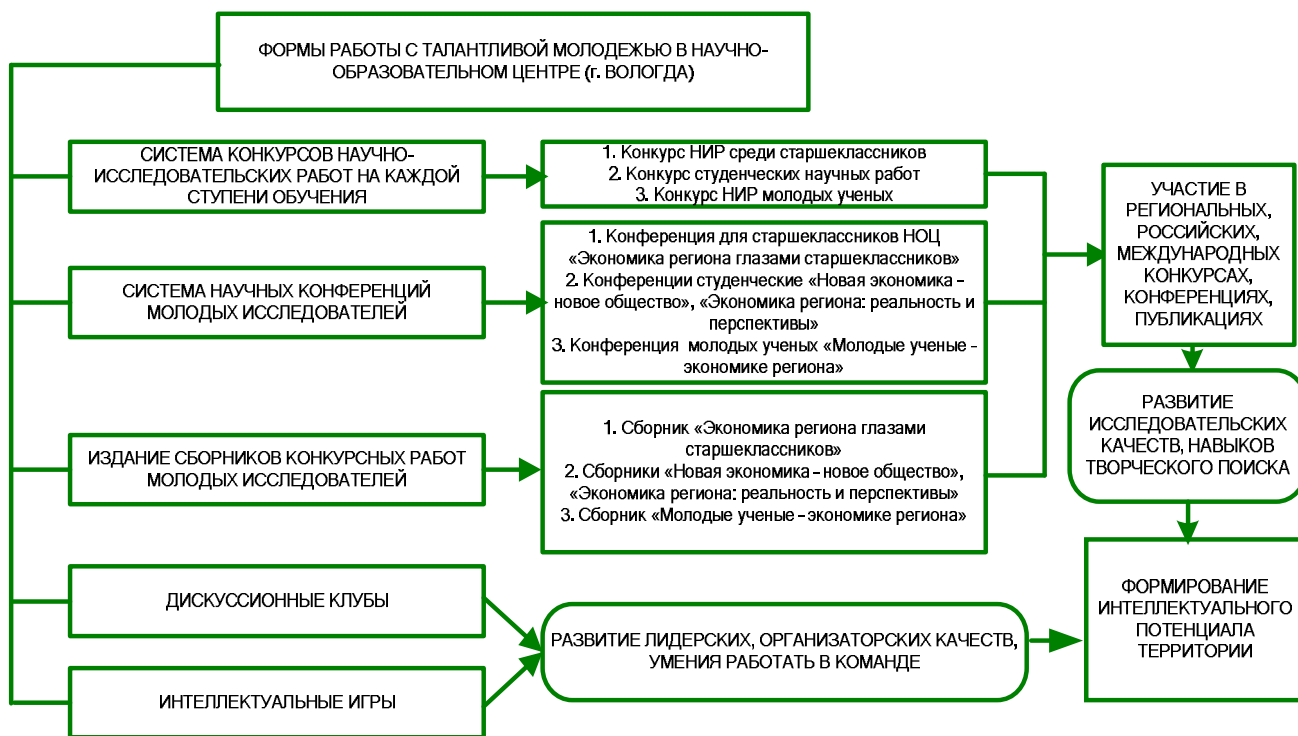 ФОРМЫ РАБОТЫ С ТАЛАНТЛИВОЙ МОЛОДЕЖЬЮ В НАУЧНО-
ОБРАЗОВАТЕЛЬНОМ ЦЕНТРЕ (г. ВОЛОГДА)
СИСТЕМА КОНКУРСОВ НАУЧНО-
ИССЛЕДОВАТЕЛЬСКИХ РАБОТ НА КАЖДОЙ
СТУПЕНИ ОБУЧЕНИЯ
1. Конкурс НИР среди старшеклассников
2. Конкурс студенческих научных работ
3. Конкурс НИР молодых ученых
СИСТЕМА НАУЧНЫХ КОНФЕРЕНЦИЙ
МОЛОДЫХ ИССЛЕДОВАТЕЛЕЙ
1. Конференция для старшеклассников НОЦ
«Экономика региона глазами старшеклассников»
2. Конференции студенческие «Новая экономика –
новое общество», «Экономика региона: реальность и
перспективы»
3. Конференция молодых ученых «Молодые ученые –
экономике региона»
ИЗДАНИЕ СБОРНИКОВ КОНКУРСНЫХ РАБОТ
МОЛОДЫХ ИССЛЕДОВАТЕЛЕЙ
1. Сборник «Экономика региона глазами
старшеклассников»
2. Сборники «Новая экономика – новое общество»,
«Экономика региона: реальность и перспективы»
3. Сборник «Молодые ученые – экономике региона»
УЧАСТИЕ В
РЕГИОНАЛЬНЫХ,
РОССИЙСКИХ,
МЕЖДУНАРОДНЫХ
КОНКУРСАХ,
КОНФЕРЕНЦИЯХ,
ПУБЛИКАЦИЯХ
РАЗВИТИЕ
ИССЛЕДОВАТЕЛЬСКИХ
КАЧЕСТВ, НАВЫКОВ
ТВОРЧЕСКОГО ПОИСКА
ДИСКУССИОННЫЕ КЛУБЫ
ИНТЕЛЛЕКТУАЛЬНЫЕ ИГРЫ
РАЗВИТИЕ ЛИДЕРСКИХ, ОРГАНИЗАТОРСКИХ КАЧЕСТВ,
УМЕНИЯ РАБОТАТЬ В КОМАНДЕ
ФОРМИРОВАНИЕ
ИНТЕЛЛЕКТУАЛЬНОГО
ПОТЕНЦИАЛА
ТЕРРИТОРИИ